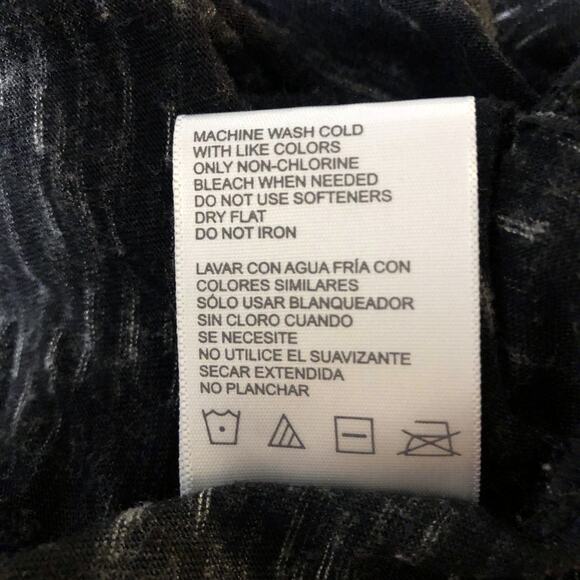 MACHINE WASH COLD
WITH LIKE COLORS
ONLY NON-CHLORINE
BLEACH WHEN NEEDED
DO NOT USE SOFTENERS
DRY FLAT
DO NOT IRON
LAVAR CON AGUA FRÍA CON
COLORES SIMILARES
SÓLO USAR BLANQUEADOR
SIN CLORO CUANDO
SE NECESITE
NO UTILICE EL SUAVIZANTE
SECAR EXTENDIDA
NO PLANCHAR